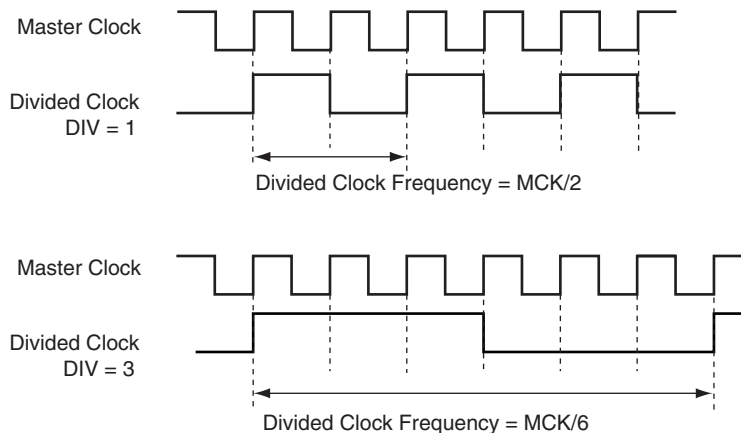 Master Clock
Divided Clock
DIV = 1
Divided Clock Frequency = MCK/2
Master Clock
Divided Clock
DIV = 3
Divided Clock Frequency = MCK/6